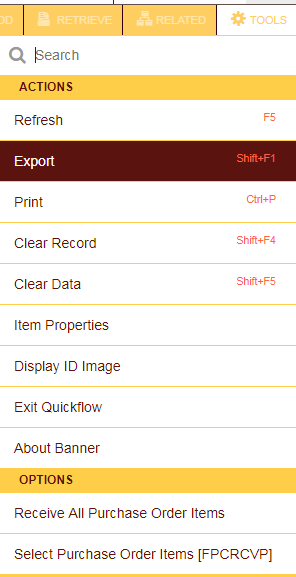 DD RETRIEVE RELATED TOOLS
Search
ACTIONS
Refresh F5
Export Shift+F1
Print Ctrl+P
Clear Record Shift+F4
Clear Data Shift+F5
Item Properties
Display ID Image
Exit Quickflow
About Banner
OPTIONS
Receive All Purchase Order Items
Select Purchase Order Items [FPCRCVP]